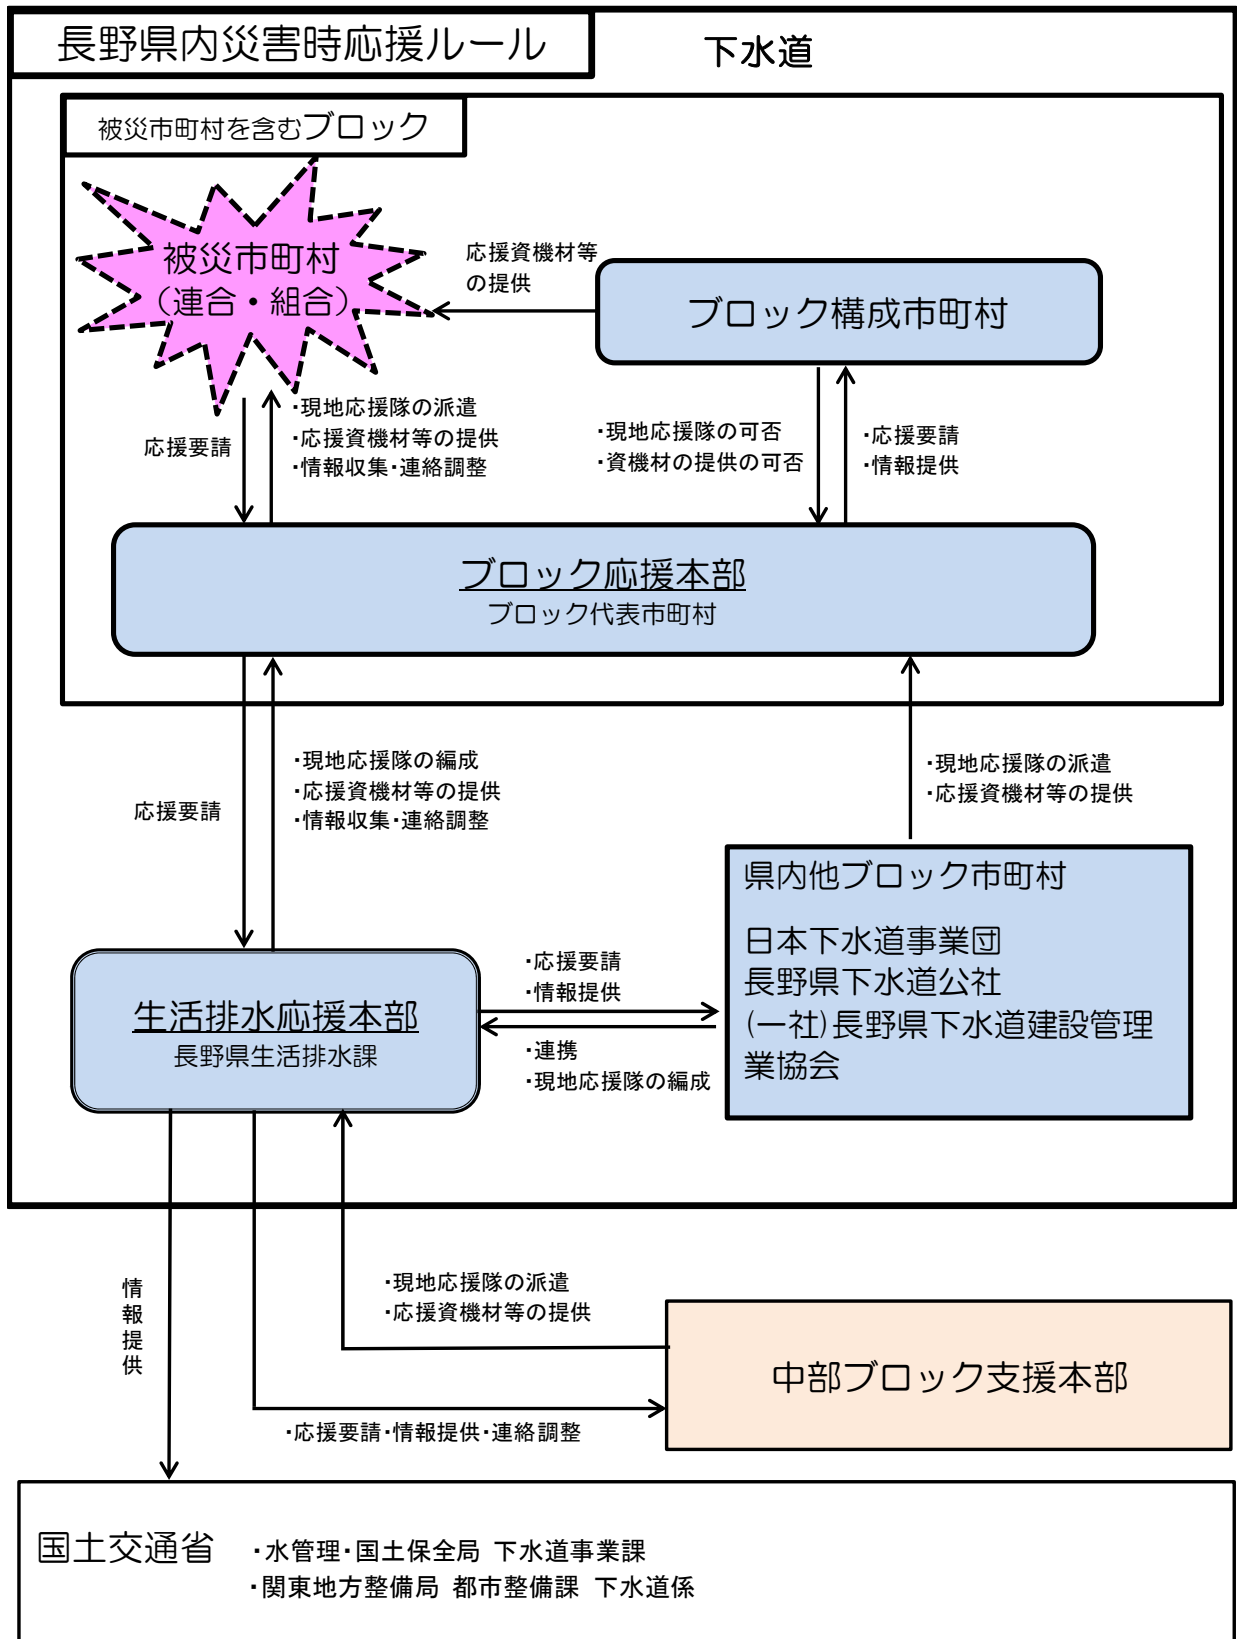 長野県内災害時応援ルール
下水道
被災市町村を含むブロック
被災市町村
（連合・組合）
応援資機材等
の提供
ブロック構成市町村
応援要請
・現地応援隊の派遣
・応援資機材等の提供
・情報収集・連絡調整
・現地応援隊の可否
・資機材の提供の可否
・応援要請
・情報提供
ブロック応援本部
ブロック代表市町村
応援要請
・現地応援隊の編成
・応援資機材等の提供
・情報収集・連絡調整
・現地応援隊の派遣
・応援資機材等の提供
県内他ブロック市町村
日本下水道事業団
長野県下水道公社
(一社)長野県下水道建設管理
業協会
生活排水応援本部
長野県生活排水課
・応援要請
・情報提供
・連携
・現地応援隊の編成
情報提供
・現地応援隊の派遣
・応援資機材等の提供
中部ブロック支援本部
・応援要請・情報提供・連絡調整
国土交通省
・水管理・国土保全局 下水道事業課
・関東地方整備局 都市整備課 下水道係